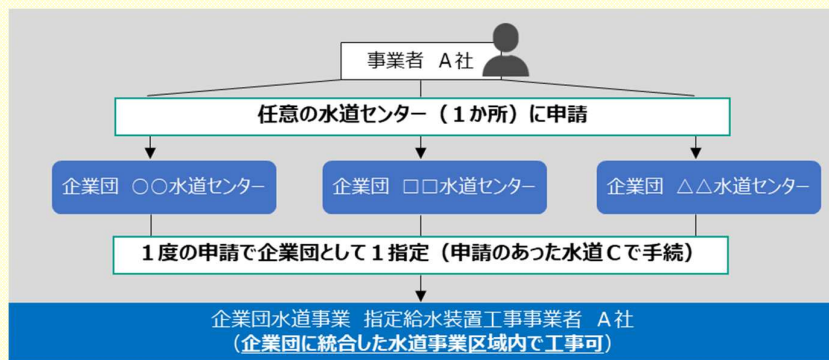 事業者 A社
任意の水道センター（１か所）に申請
企業団 ○○水道センター
企業団 □□水道センター
企業団 △△水道センター
１度の申請で企業団として１指定（申請のあった水道Ｃで手続）
企業団水道事業 指定給水装置工事事業者 A社
（企業団に統合した水道事業区域内で工事可）